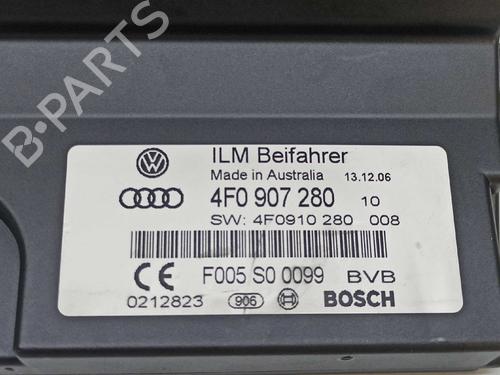 B-PARTS
ILM Beifahrer
Made in Australia 13.12.06
4F0 907 280 10
SW: 4F0910 280 008
F005 S0 0099 BVB
0212823 906 BOSCH